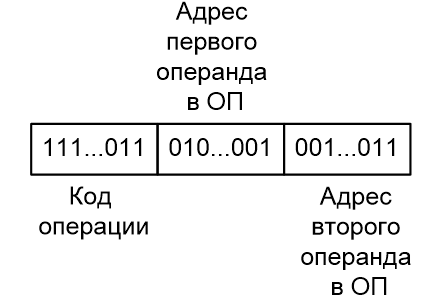 Адрес
первого
операнда
в ОП
111...011 010...001 001...011
Код
операции
Адрес
второго
операнда
в ОП